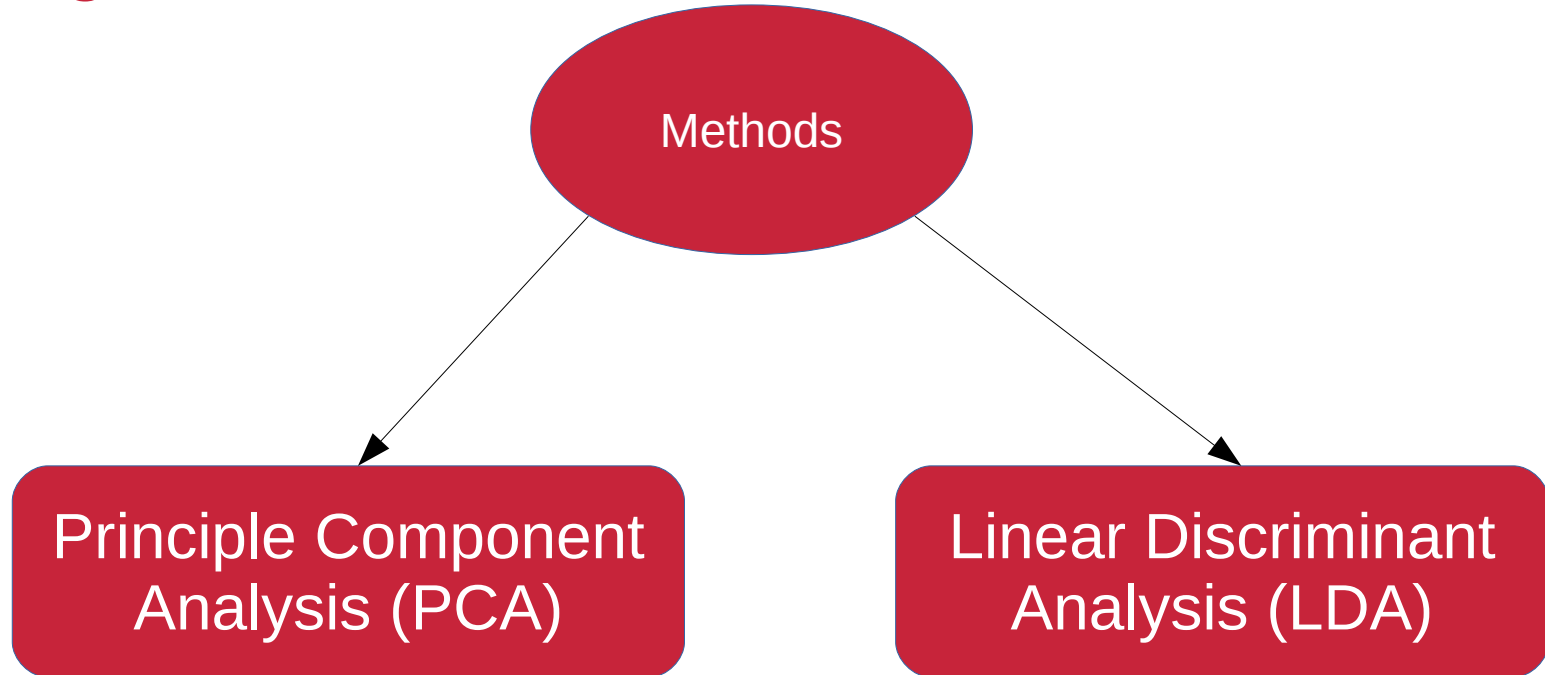 Methods
Principle Component
Analysis (PCA)
Linear Discriminant
Analysis (LDA)